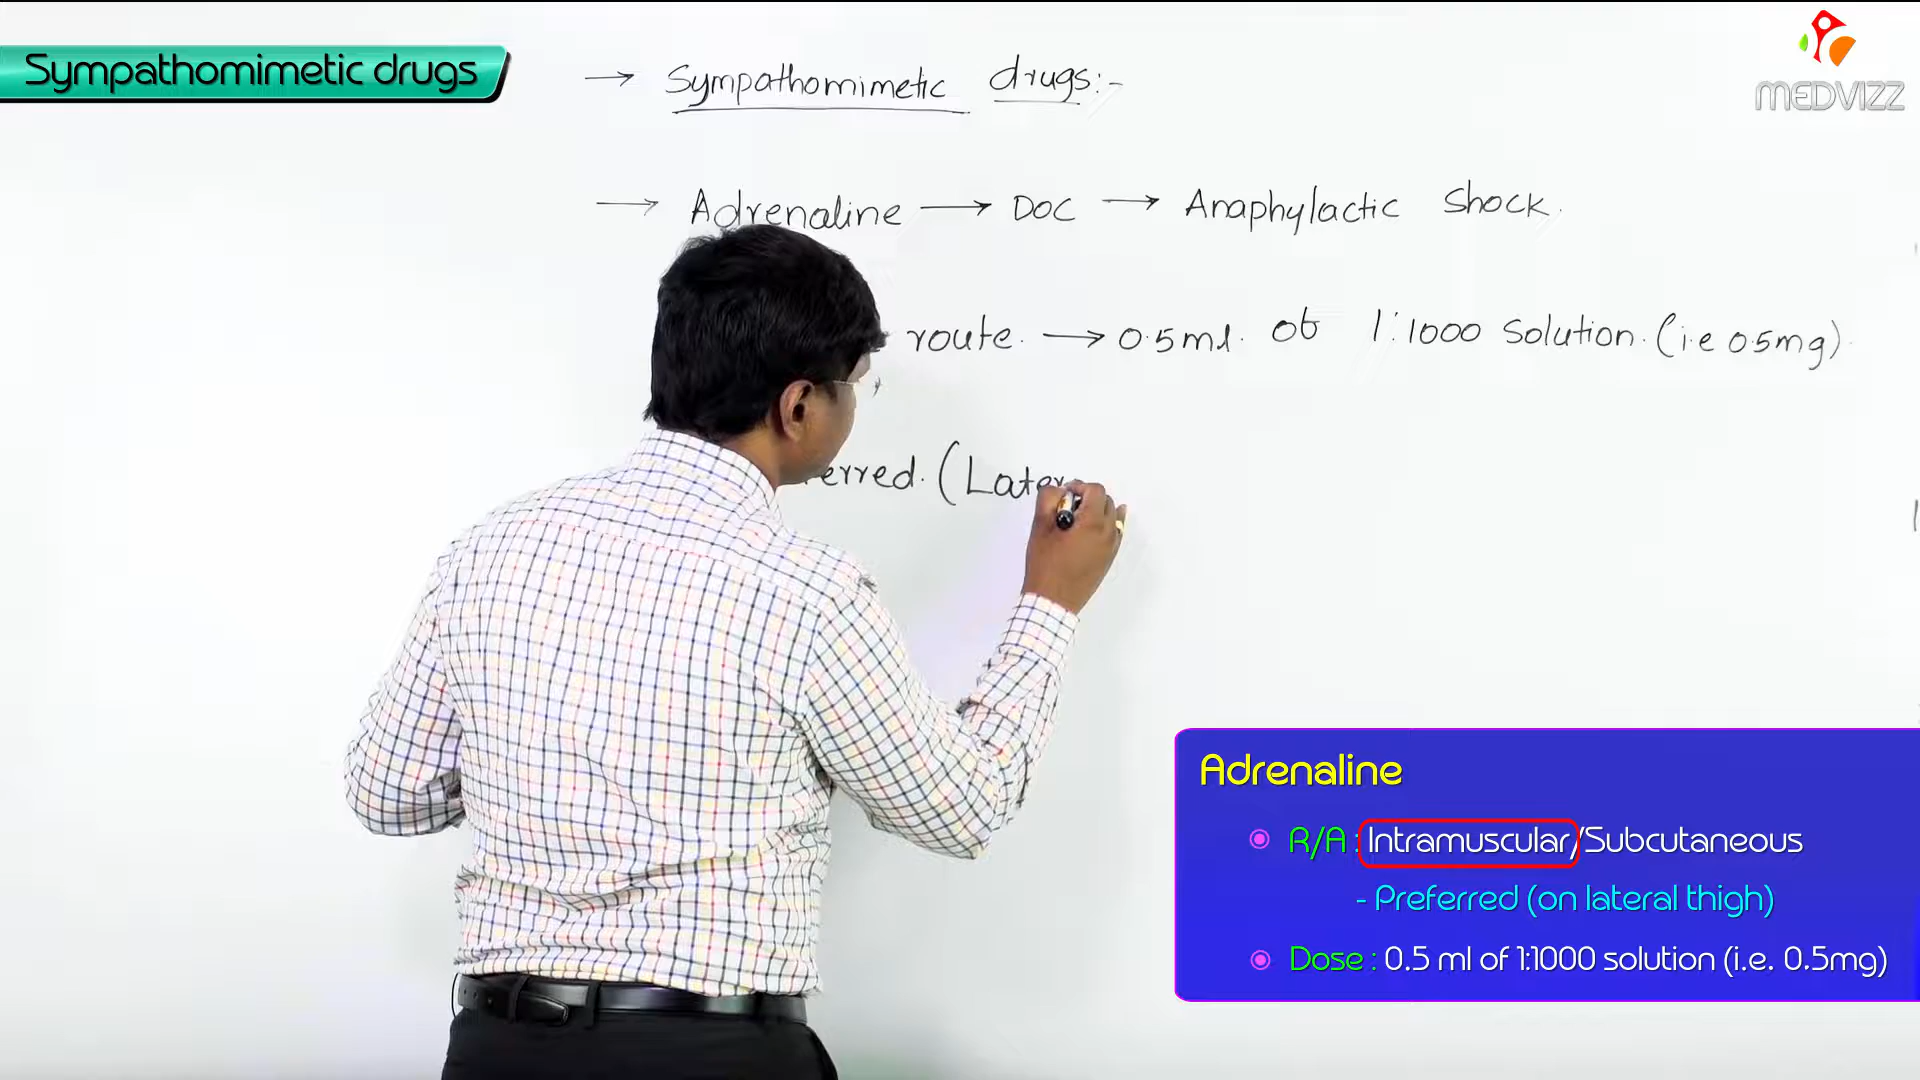 Sympathomimetic drugs
→ Sympathomimetic drugs:-
MEDVIZZ
→ Adrenaline → DOC → Anaphylactic Shock.
route. → 0.5ml. of 1:1000 Solution. (i.e 0.5mg).
erred. (Later
Adrenaline
R/A : Intramuscular/Subcutaneous
- Preferred (on lateral thigh)
Dose : 0.5 ml of 1:1000 solution (i.e. 0.5mg)